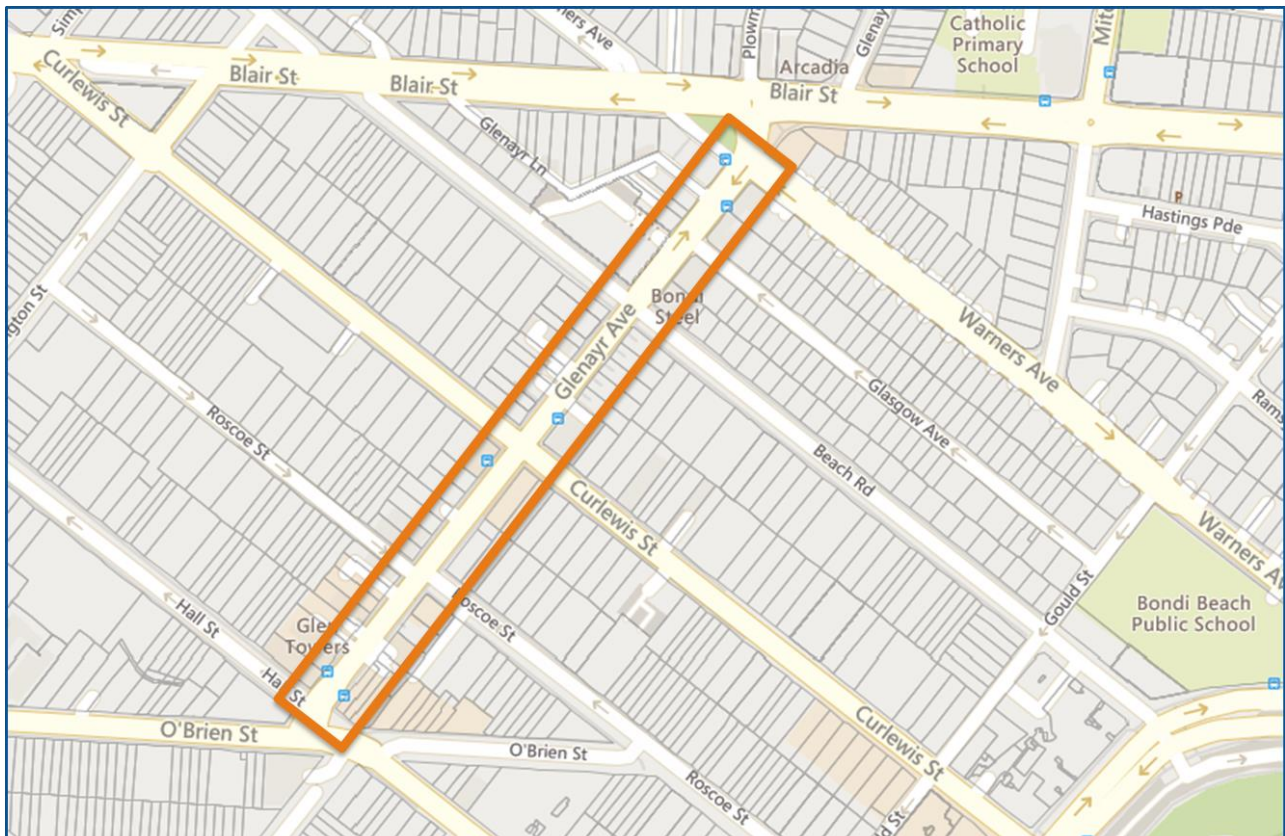 Catholic
Primary
School
Arcadia
Blair St
Blair St
Blair St
Curlewis St
Glenayr Ln
P
Hastings Pde
Bondi
Steel
Glenayr Ave
Warners Ave
Glasgow Ave
Beach Rd
Roscoe St
Curlewis St
Warners
Gould St
Bondi Beach
Public School
Hall St
Towers
O'Brien St
O'Brien St
Roscoe St
Curlewis St